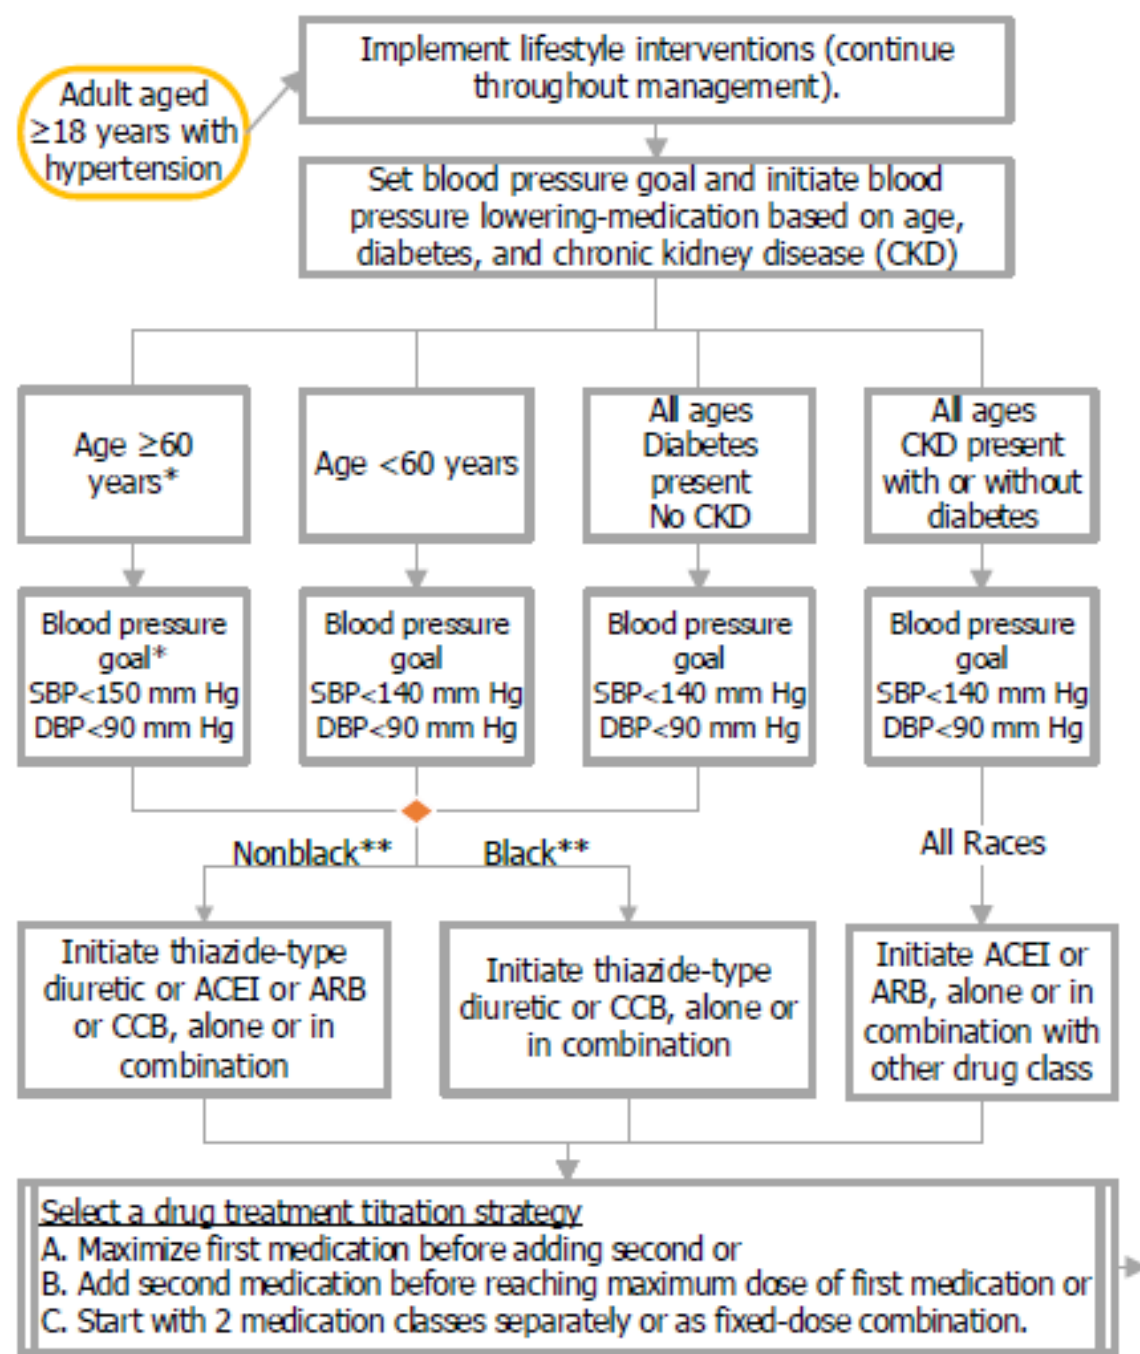 Implement lifestyle interventions (continue
throughout management).
Adult aged
≥18 years with
hypertension
Set blood pressure goal and initiate blood
pressure lowering-medication based on age,
diabetes, and chronic kidney disease (CKD)
Age ≥60
years*
Age <60 years
All ages
Diabetes
present
No CKD
All ages
CKD present
with or without
diabetes
Blood pressure
goal*
SBP<150 mm Hg
DBP<90 mm Hg
Blood pressure
goal
SBP<140 mm Hg
DBP<90 mm Hg
Blood pressure
goal
SBP<140 mm Hg
DBP<90 mm Hg
Blood pressure
goal
SBP<140 mm Hg
DBP<90 mm Hg
Nonblack**
Black**
All Races
Initiate thiazide-type
diuretic or ACEI or ARB
or CCB, alone or in
combination
Initiate thiazide-type
diuretic or CCB, alone or
in combination
Initiate ACEI or
ARB, alone or in
combination with
other drug class
Select a drug treatment titration strategy
A. Maximize first medication before adding second or
B. Add second medication before reaching maximum dose of first medication or
C. Start with 2 medication classes separately or as fixed-dose combination.